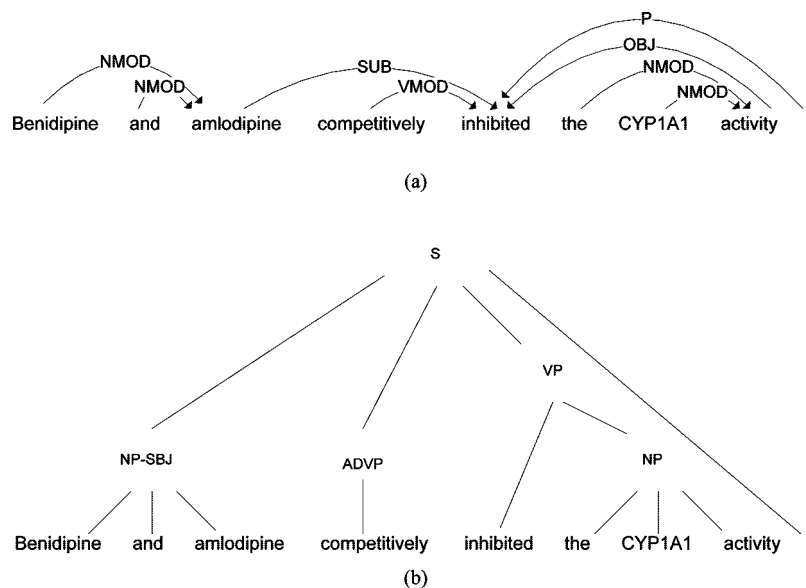 P
OBJ
NMOD SUB NMOD
NMOD VMOD NMOD
Benidipine and amlodipine competitively inhibited the CYP1A1 activity
(a)
S
VP
NP-SBJ ADVP NP
Benidipine and amlodipine competitively inhibited the CYP1A1 activity
(b)